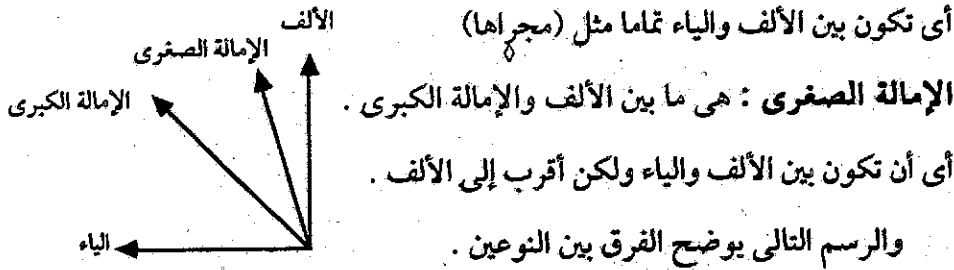 أى تكون بين الألف والياء تماما مثل (مجراها)
الإمالة الصغرى : هى ما بين الألف والإمالة الكبرى .
أى أن تكون بين الألف والياء ولكن أقرب إلى الألف .
والرسم التالى يوضح الفرق بين النوعين .
الألف
الإمالة الصغرى
الإمالة الكبرى
الياء